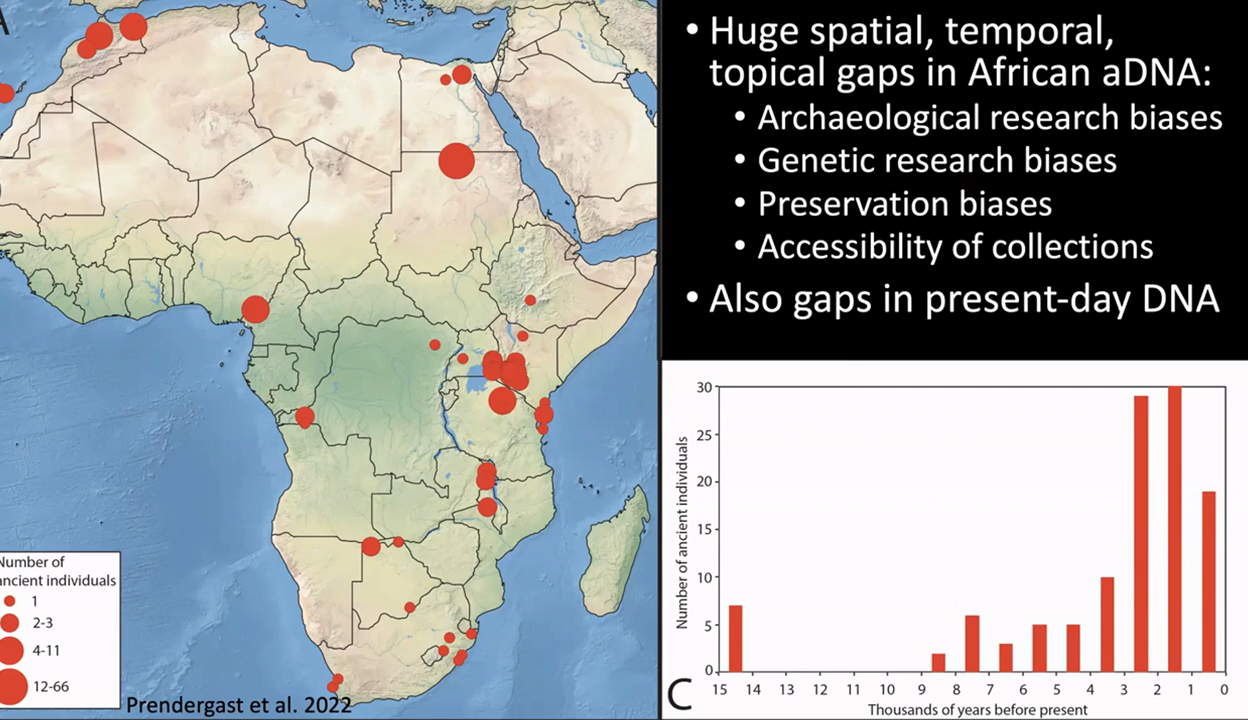 A
Number of
ancient individuals
1
2-3
4-11
12-66
Prendergast et al. 2022
• Huge spatial, temporal,
topical gaps in African aDNA:
• Archaeological research biases
• Genetic research biases
• Preservation biases
• Accessibility of collections
• Also gaps in present-day DNA
Number of ancient individuals
30
25
20
15
10
5
0
15 14 13 12 11 10 9 8 7 6 5 4 3 2 1 0
Thousands of years before present
C